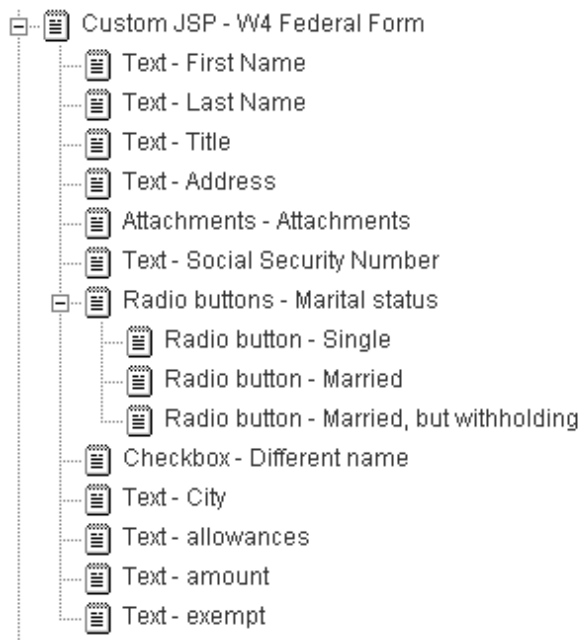 Custom JSP - W4 Federal Form
Text - First Name
Text - Last Name
Text - Title
Text - Address
Attachments - Attachments
Text - Social Security Number
Radio buttons - Marital status
Radio button - Single
Radio button - Married
Radio button - Married, but withholding
Checkbox - Different name
Text - City
Text - allowances
Text - amount
Text - exempt